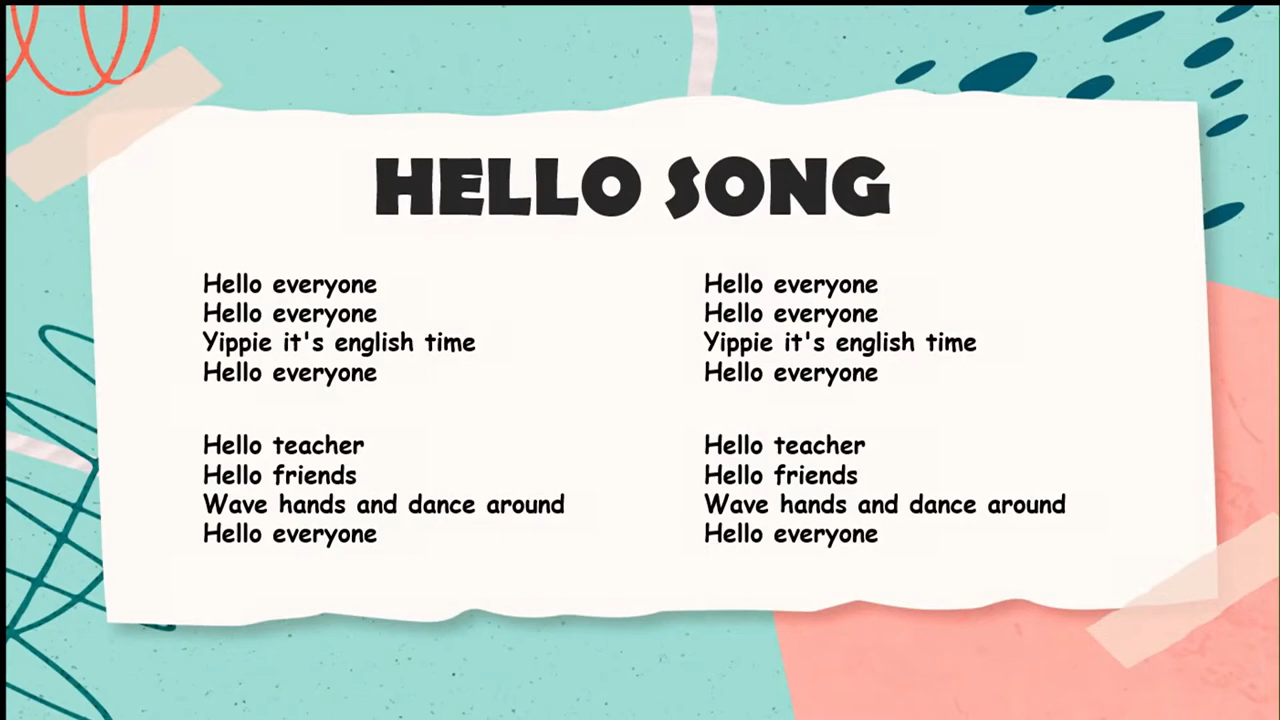 HELLO SONG
Hello everyone
Hello everyone
Yippie it's english time
Hello everyone
Hello teacher
Hello friends
Wave hands and dance around
Hello everyone
Hello everyone
Hello everyone
Yippie it's english time
Hello everyone
Hello teacher
Hello friends
Wave hands and dance around
Hello everyone